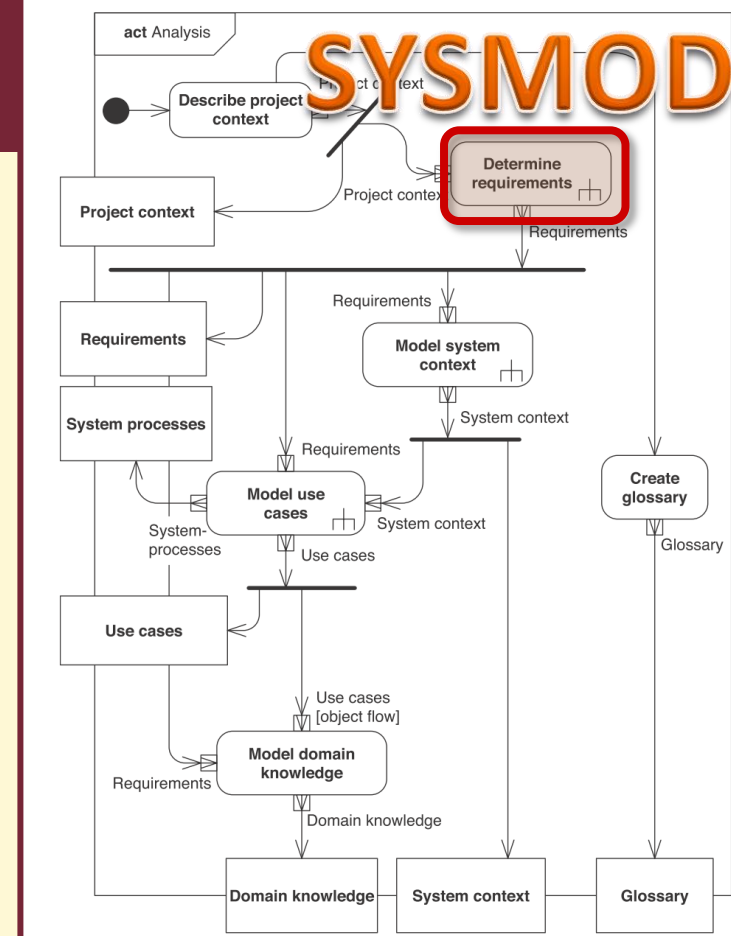 act Analysis
SYSMOD
Project context
Describe project
context
Determine
requirements
Project context
Project context
Requirements
Requirements
Requirements
Model system
context
System processes
System context
Requirements
Create
glossary
Model use
cases
System context
System-
processes
Use cases
Glossary
Use cases
Use cases
[object flow]
Model domain
knowledge
Requirements
Domain knowledge
Domain knowledge
System context
Glossary